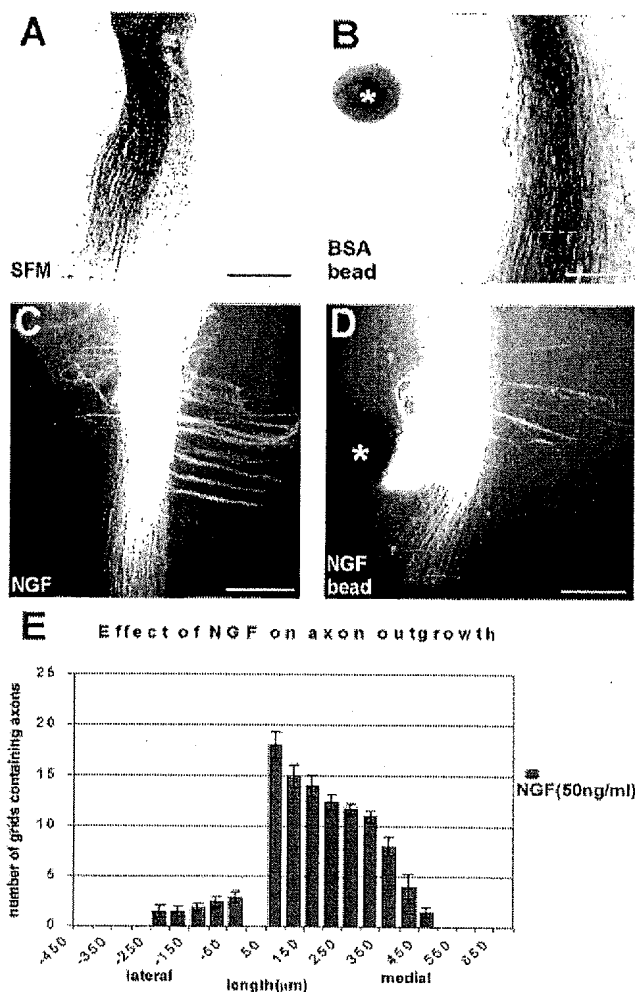 A
B
*
SFM
BSA
bead
C
D
*
NGF
NGF
bead
E
Effect of NGF on axon outgrowth
number of grids containing axons
25
20
15
10
5
0
NGF(50ng/ml)
-450 -350 -250 -150 -50 50 150 250 350 450 550 650
lateral length(µm) medial